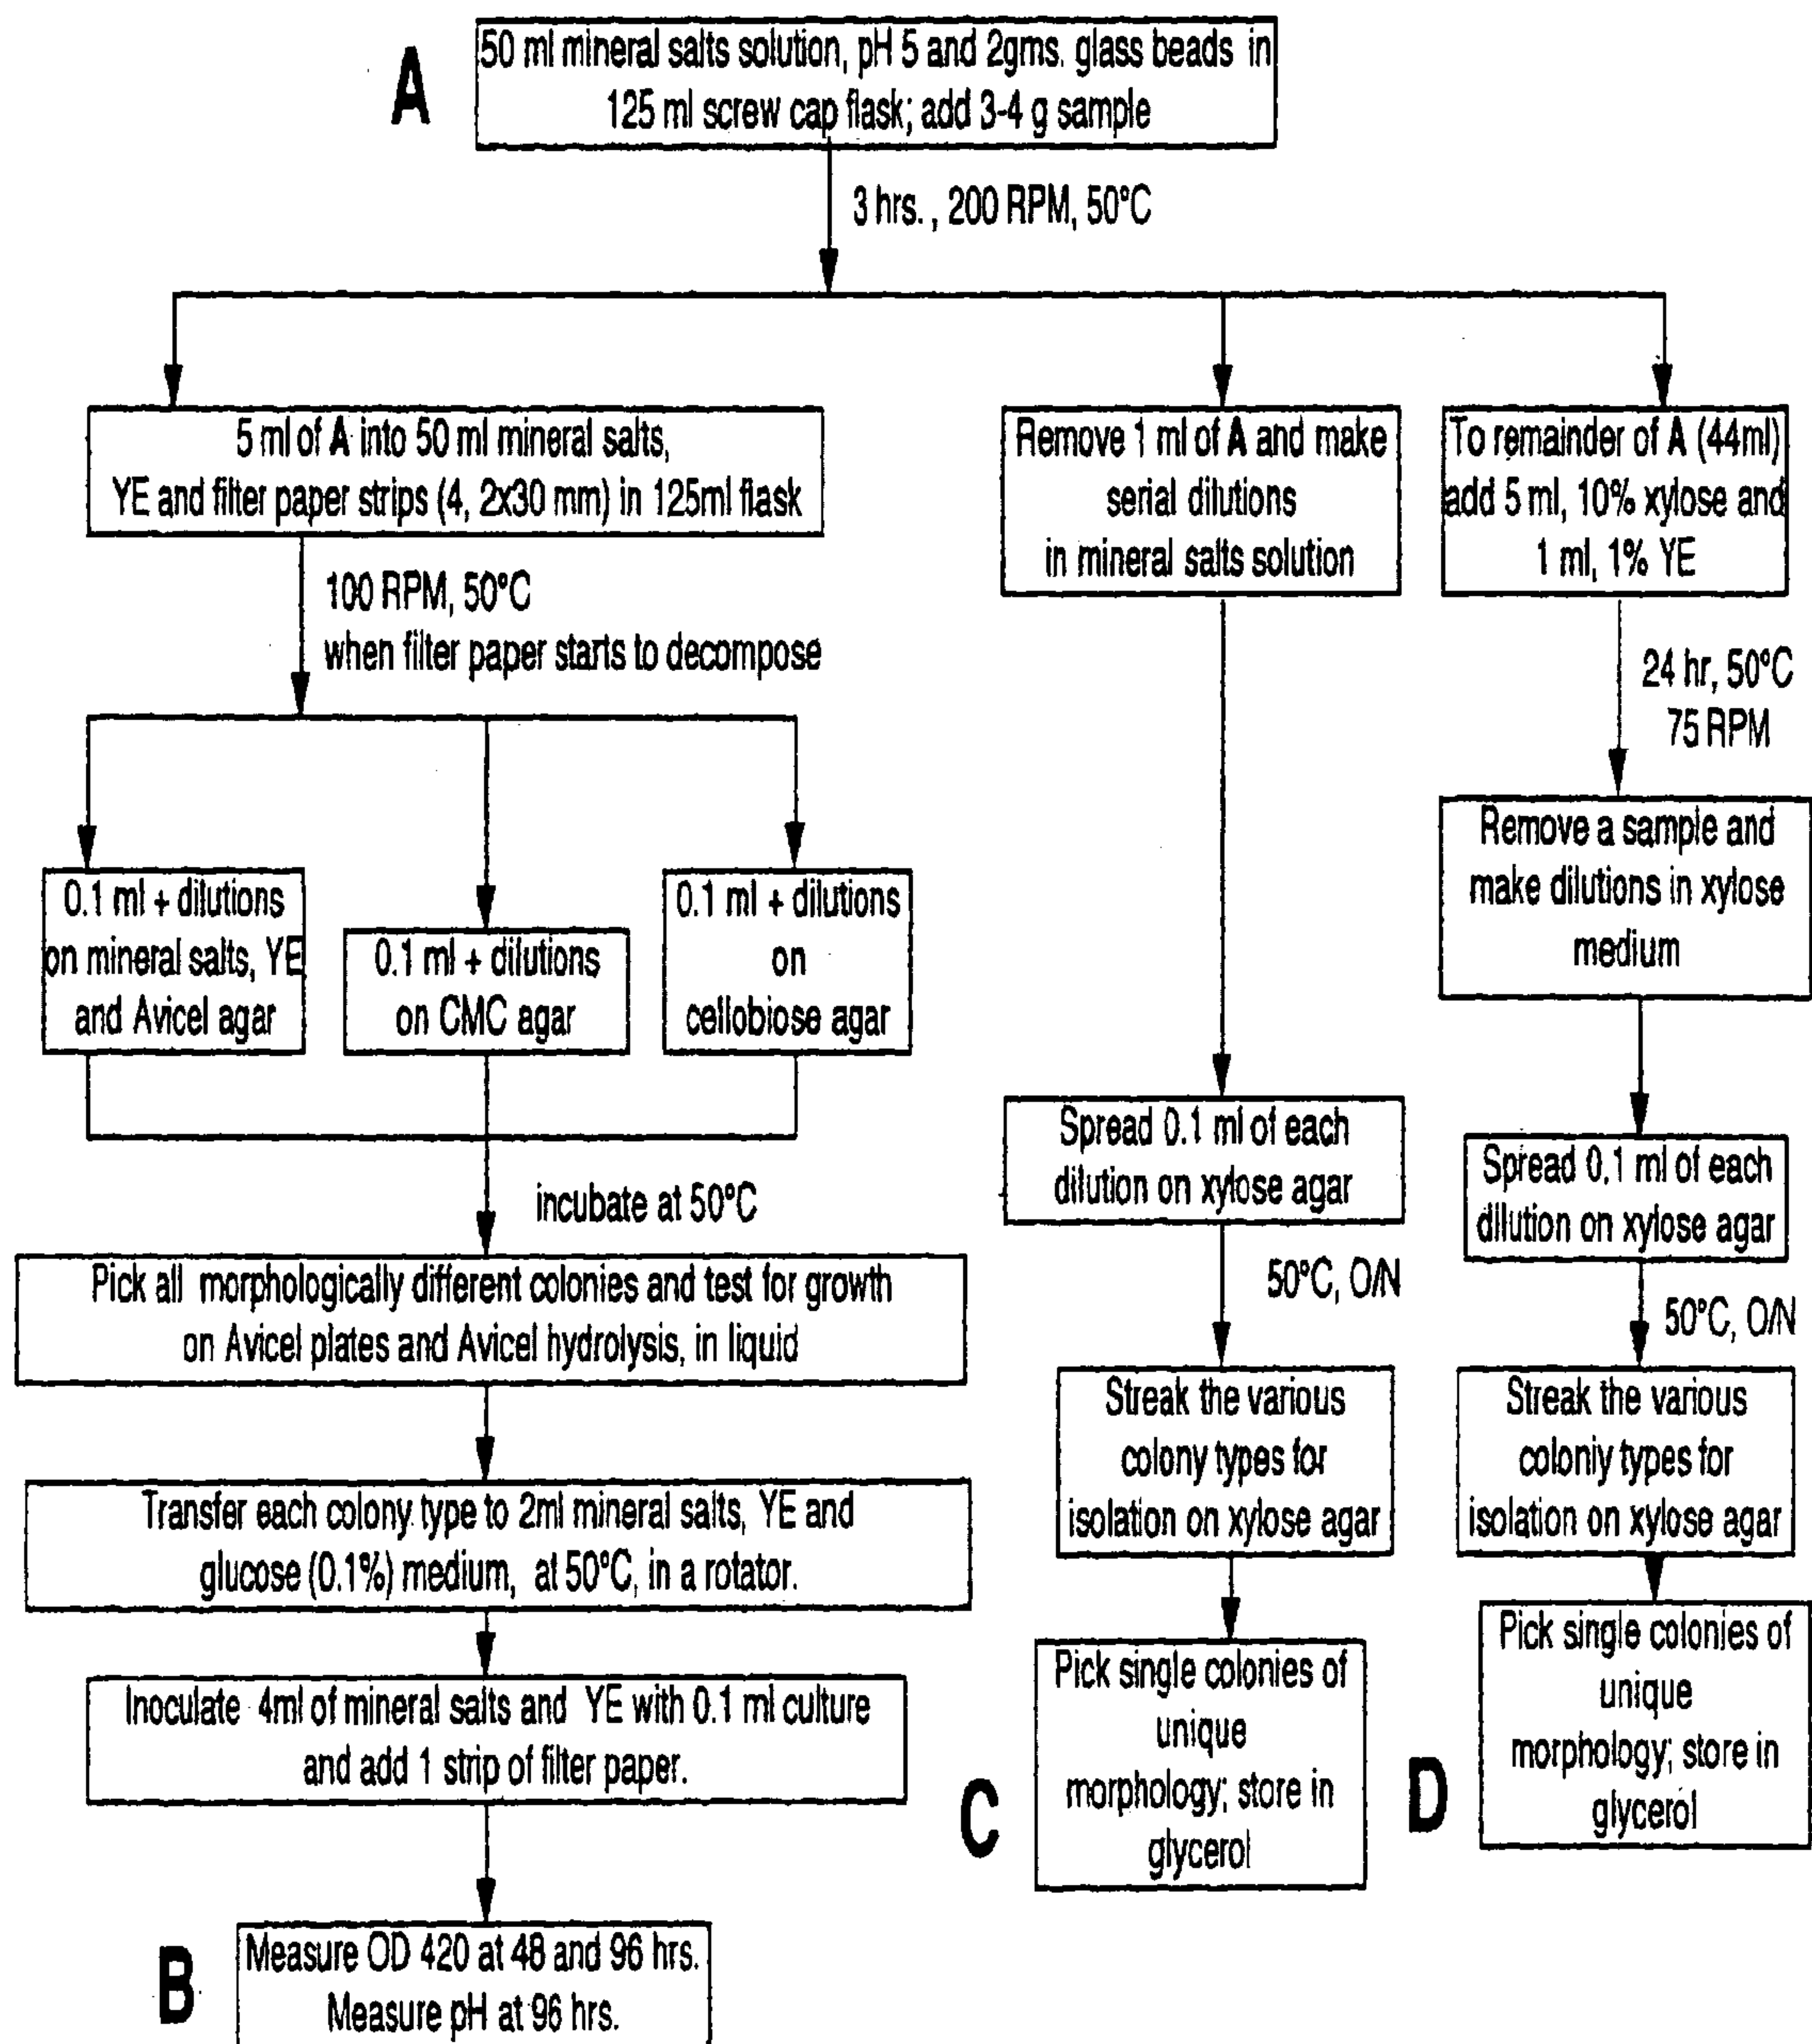 A
50 ml mineral salts solution, pH 5 and 2gms. glass beads in
125 ml screw cap flask; add 3-4 g sample
3 hrs. , 200 RPM, 50°C
5 ml of A into 50 ml mineral salts,
YE and filter paper strips (4, 2x30 mm) in 125ml flask
100 RPM, 50°C
when filter paper starts to decompose
0.1 ml + dilutions
on mineral salts, YE
and Avicel agar
0.1 ml + dilutions
on CMC agar
0.1 ml + dilutions
on
cellobiose agar
incubate at 50°C
Pick all morphologically different colonies and test for growth
on Avicel plates and Avicel hydrolysis, in liquid
Transfer each colony type to 2ml mineral salts, YE and
glucose (0.1%) medium, at 50°C, in a rotator.
Inoculate 4ml of mineral salts and YE with 0.1 ml culture
and add 1 strip of filter paper.
B
Measure OD 420 at 48 and 96 hrs.
Measure pH at 96 hrs.
Remove 1 ml of A and make
serial dilutions
in mineral salts solution
Spread 0.1 ml of each
dilution on xylose agar
50°C, O/N
Streak the various
colony types for
isolation on xylose agar
C
Pick single colonies of
unique
morphology; store in
glycerol
To remainder of A (44ml)
add 5 ml, 10% xylose and
1 ml, 1% YE
24 hr, 50°C
75 RPM
Remove a sample and
make dilutions in xylose
medium
Spread 0.1 ml of each
dilution on xylose agar
50°C, O/N
Streak the various
coloniy types for
isolation on xylose agar
D
Pick single colonies of
unique
morphology; store in
glycerol